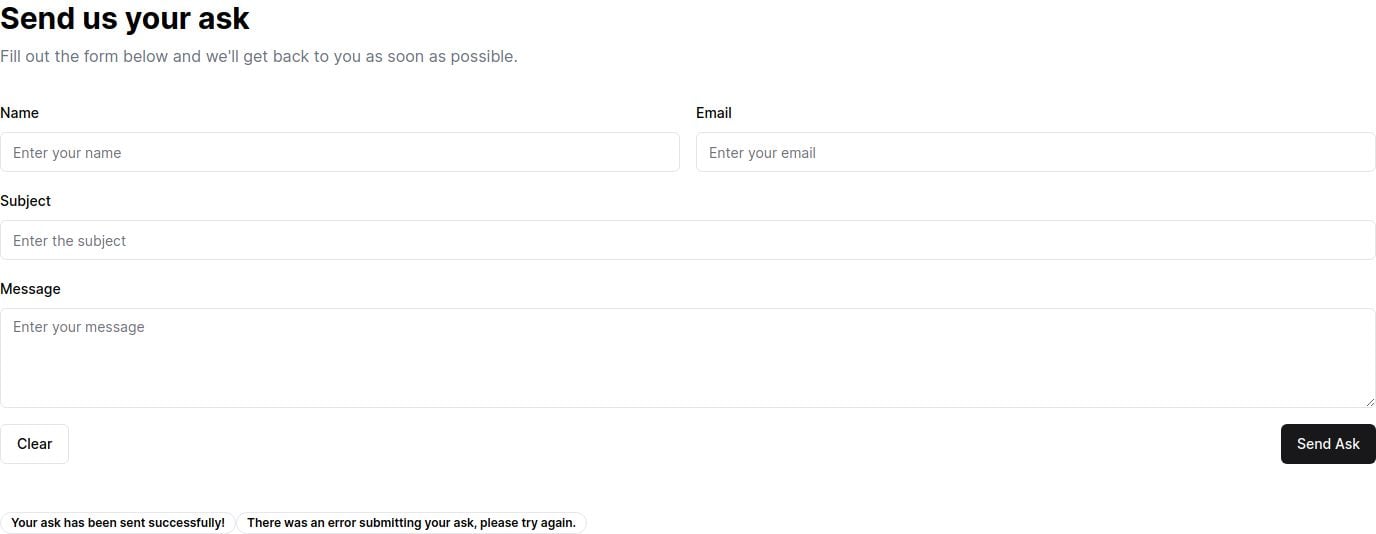 Send us your ask
Fill out the form below and we'll get back to you as soon as possible.
Name
Email
Enter your name
Enter your email
Subject
Enter the subject
Message
Enter your message
Clear
Send Ask
Your ask has been sent successfully!
There was an error submitting your ask, please try again.